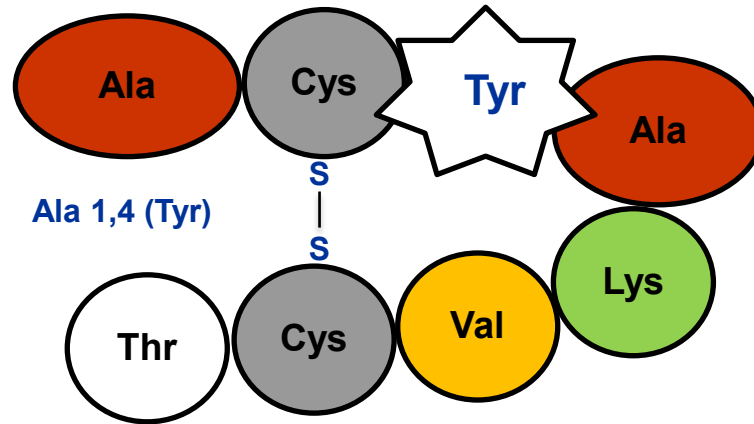 Ala
Cys
Tyr
Ala
S
Ala 1,4 (Tyr)
S
Lys
Thr
Cys
Val